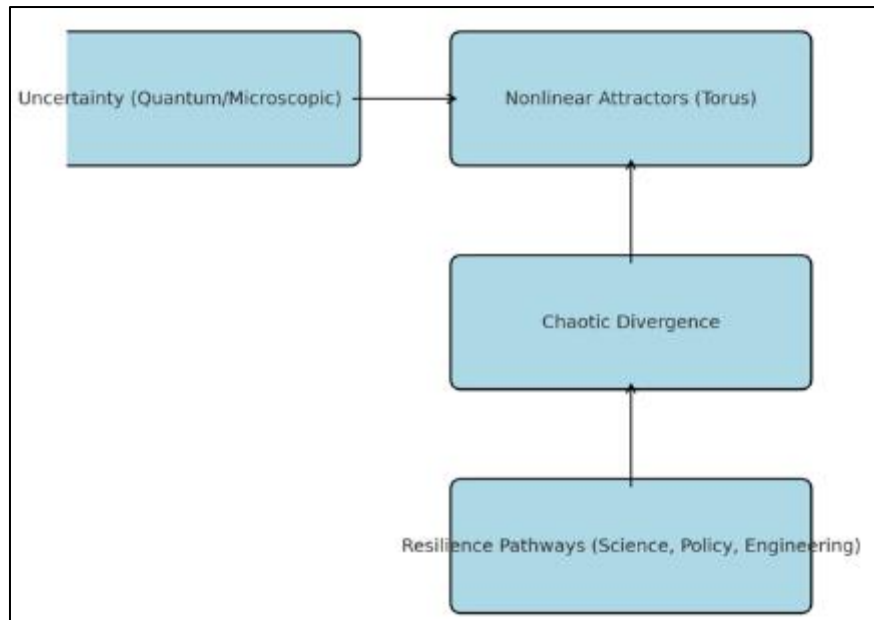 Uncertainty (Quantum/Microscopic)
Nonlinear Attractors (Torus)
Chaotic Divergence
Resilience Pathways (Science, Policy, Engineering)